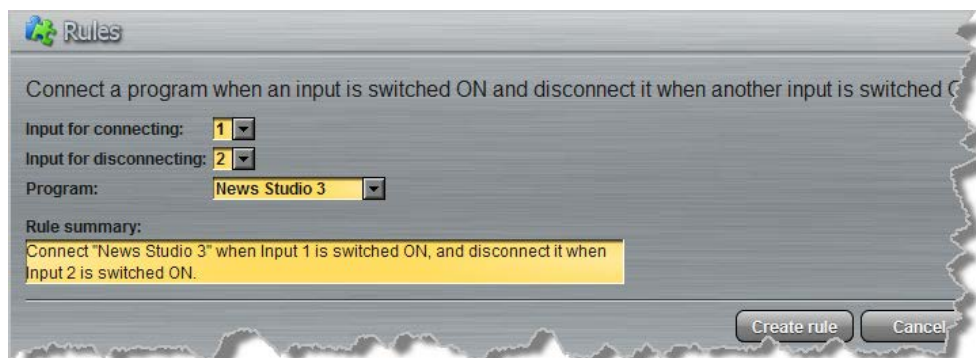 Rules
Connect a program when an input is switched ON and disconnect it when another input is switched
Input for connecting: 1
Input for disconnecting: 2
Program: News Studio 3
Rule summary:
Connect "News Studio 3" when Input 1 is switched ON, and disconnect it when
Input 2 is switched ON.
Create rule Cancel